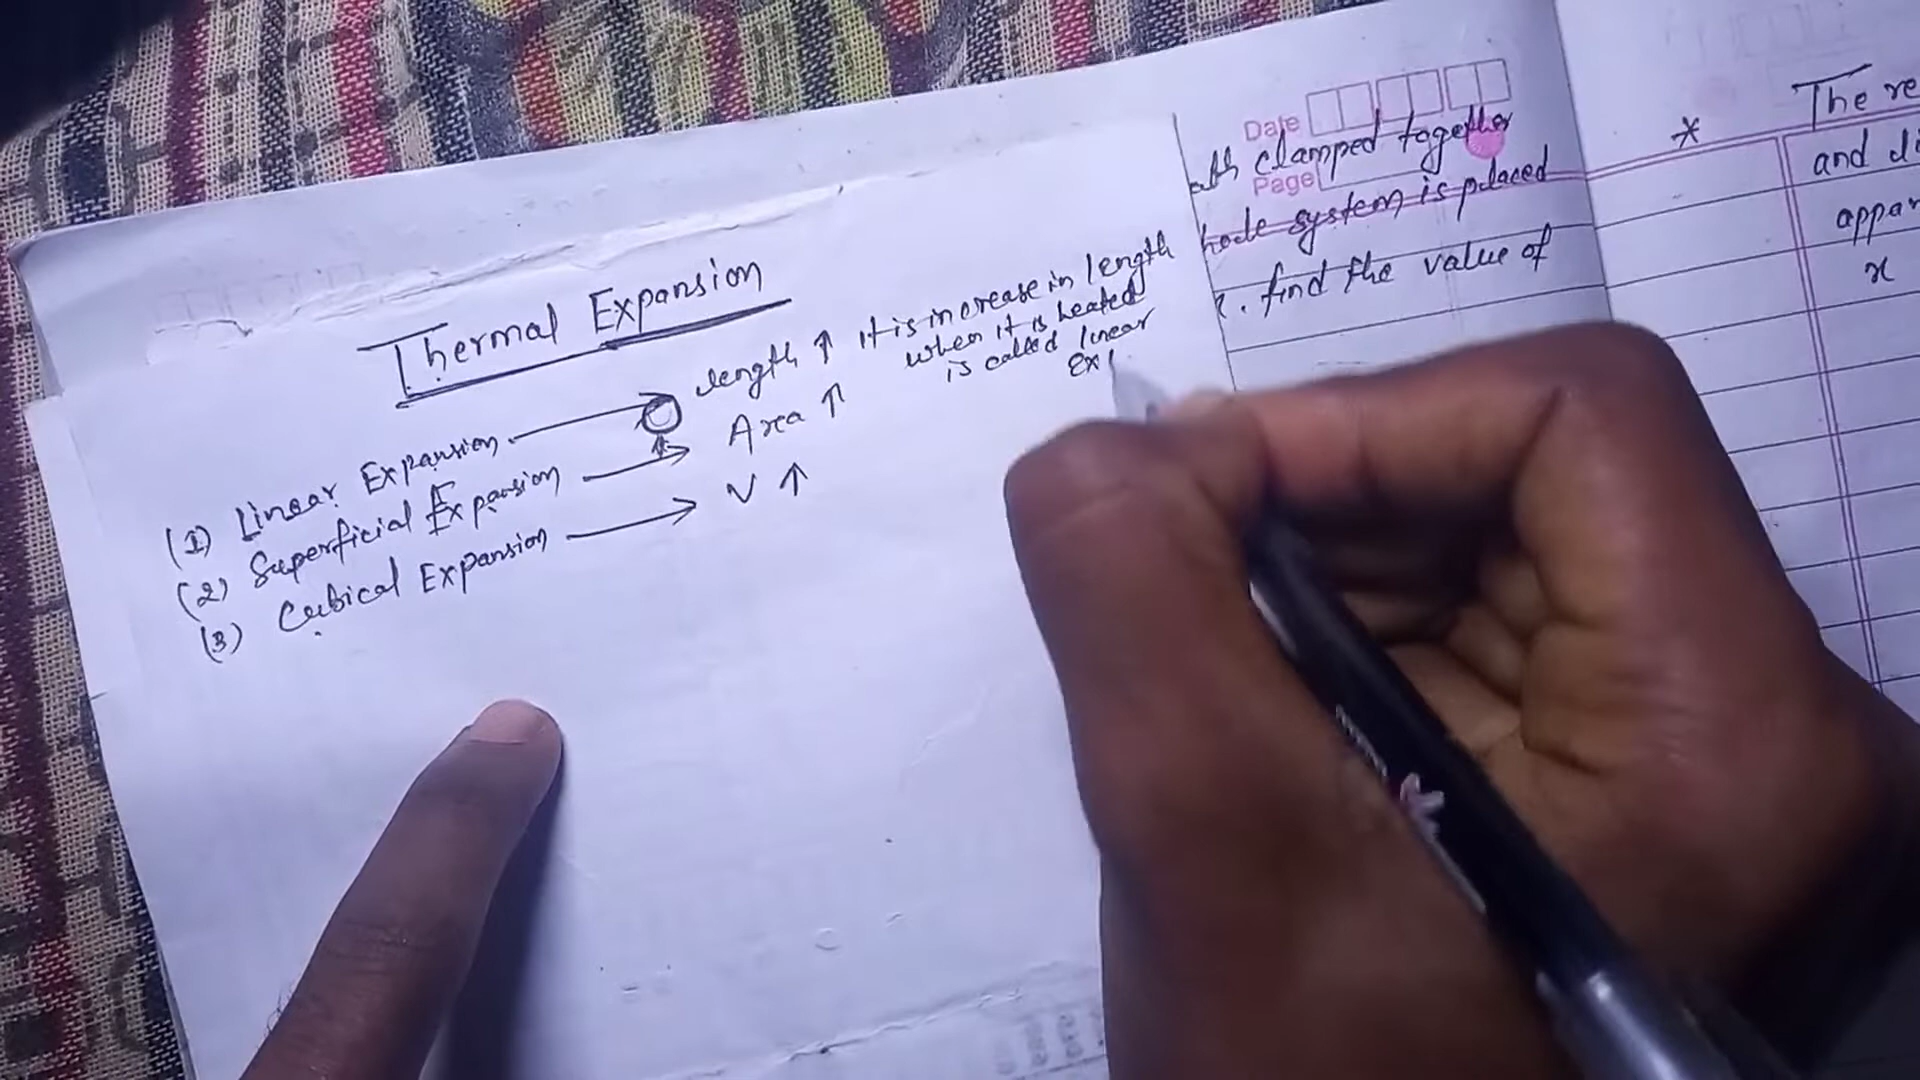 Thermal Expansion
(1) Linear Expansion → length ↑ it is increase in length
when it is heated
is called linear
Ex
(2) Superficial Expansion → Area ↑
(3) Cubical Expansion → V ↑
Date
clamped together
Page
system is placed
. find the value of
*
The re
and di
appar
x